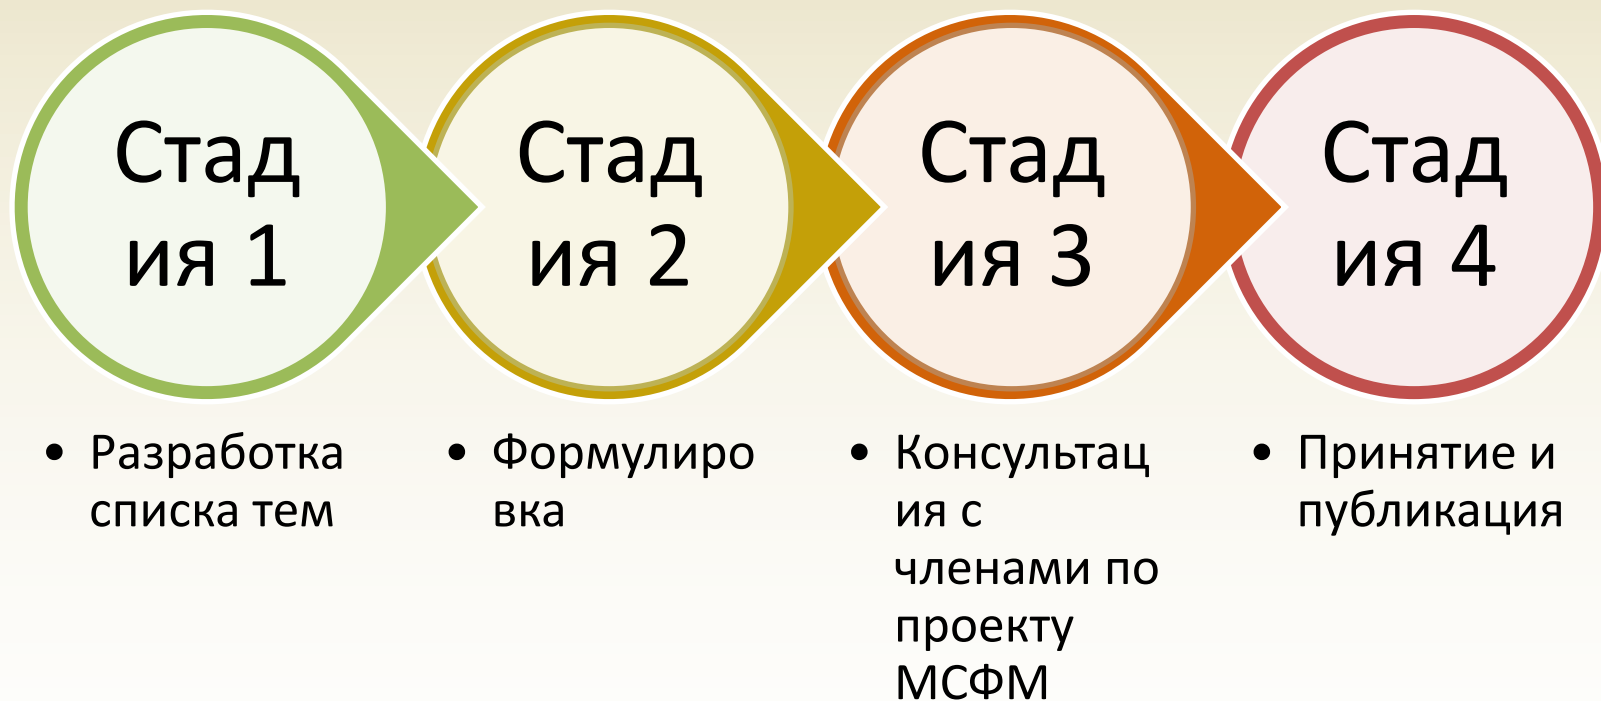 Стад
ия 1
Стад
ия 2
Стад
ия 3
Стад
ия 4
• Разработка
списка тем
• Формулиро
вка
• Консультац
ия с
членами по
проекту
МСФМ
• Принятие и
публикация